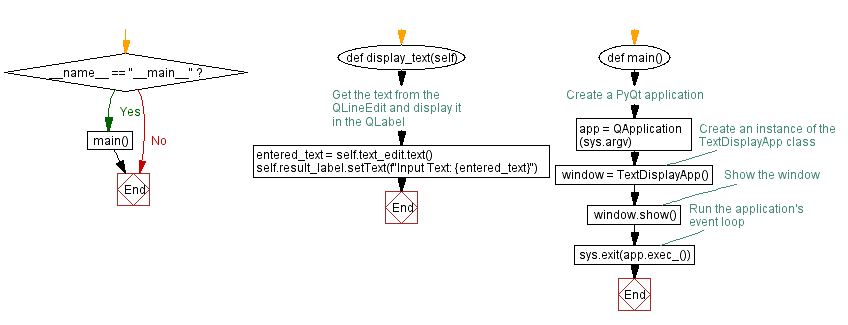 __name__ == "__main__" ?
Yes
No
main()
End
def display_text(self)
Get the text from the
QLineEdit and display it
in the QLabel
entered_text = self.text_edit.text()
self.result_label.setText(f"Input Text: {entered_text}")
End
def main()
Create a PyQt application
app = QApplication
(sys.argv)
Create an instance of the
TextDisplayApp class
window = TextDisplayApp()
Show the window
window.show()
Run the application's
event loop
sys.exit(app.exec_())
End